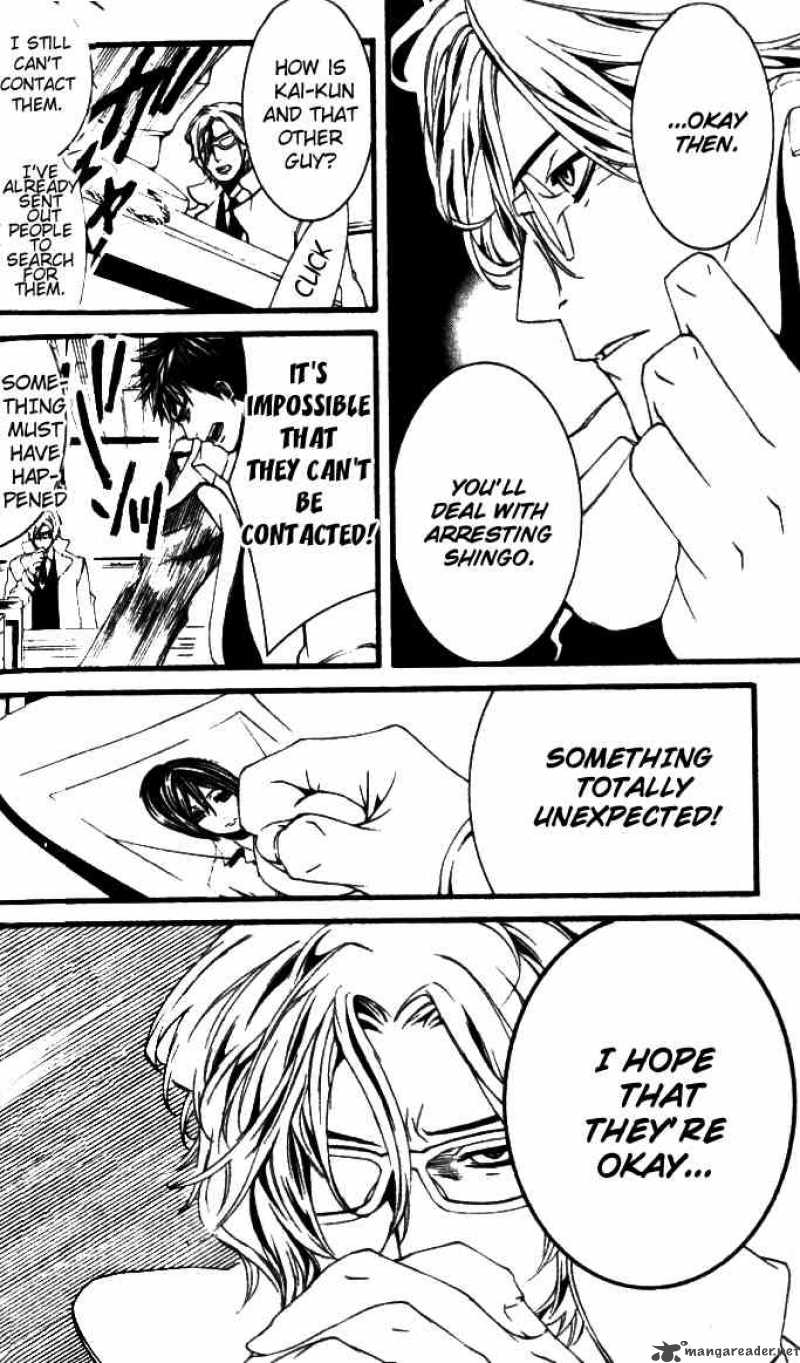 ...OKAY
THEN.
YOU'LL
DEAL WITH
ARRESTING
SHINGO.
CLICK
HOW IS
KAI-KUN
AND THAT
OTHER
GUY?
I STILL
CAN'T
CONTACT
THEM.
I'VE
ALREADY
SENT
OUT
PEOPLE
TO
SEARCH
FOR
THEM.
IT'S
IMPOSSIBLE
THAT
THEY CAN'T
BE
CONTACTED!
SOME-
THING
MUST
HAVE
HAP-
PENED
SOMETHING
TOTALLY
UNEXPECTED!
I HOPE
THAT
THEY'RE
OKAY...
mangareader.net